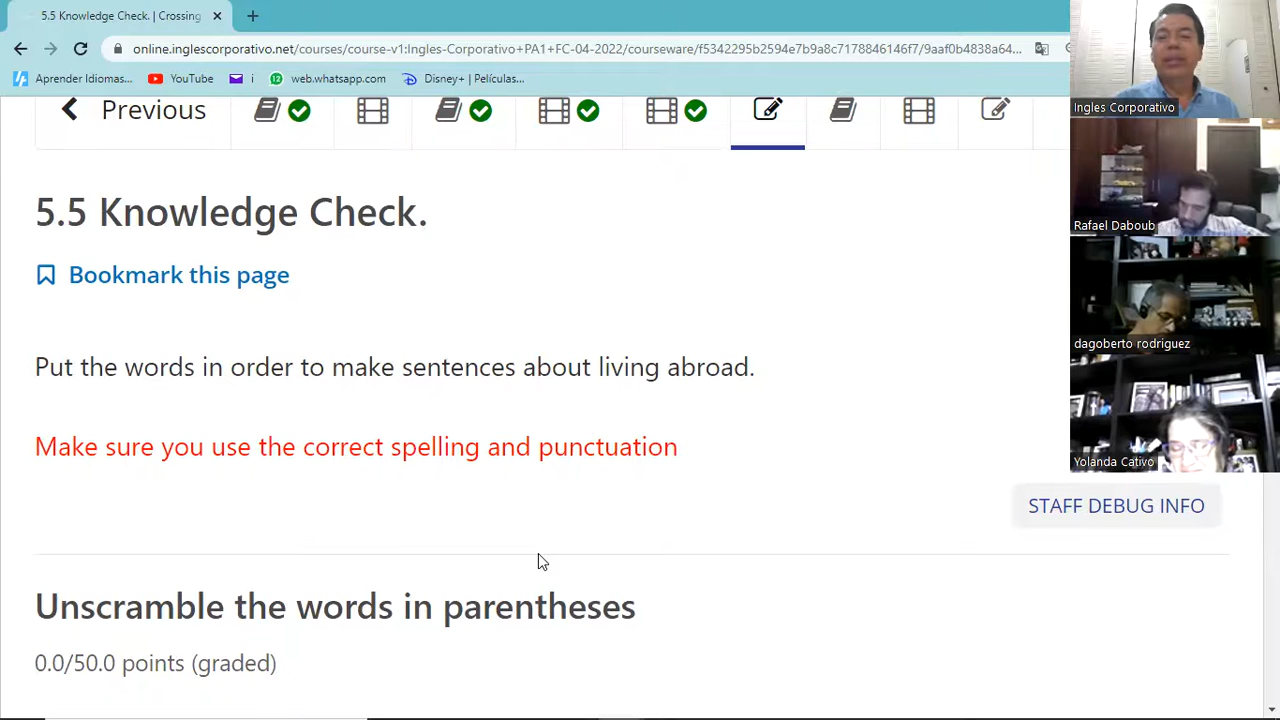 5.5 Knowledge Check. | Crossing
online.inglescorporativo.net/courses/course-v1:Ingles-Corporativo+PA1+FC-04-2022/courseware/f5342295b2594e7b9a8c7178846146f7/9aaf0b4838a64...
Aprender Idiomas... YouTube i web.whatsapp.com Disney+ | Películas...
Previous
5.5 Knowledge Check.
Bookmark this page
Put the words in order to make sentences about living abroad.
Make sure you use the correct spelling and punctuation
STAFF DEBUG INFO
Unscramble the words in parentheses
0.0/50.0 points (graded)
Ingles Corporativo
Rafael Daboub
dagoberto rodriguez
Yolanda Cativo